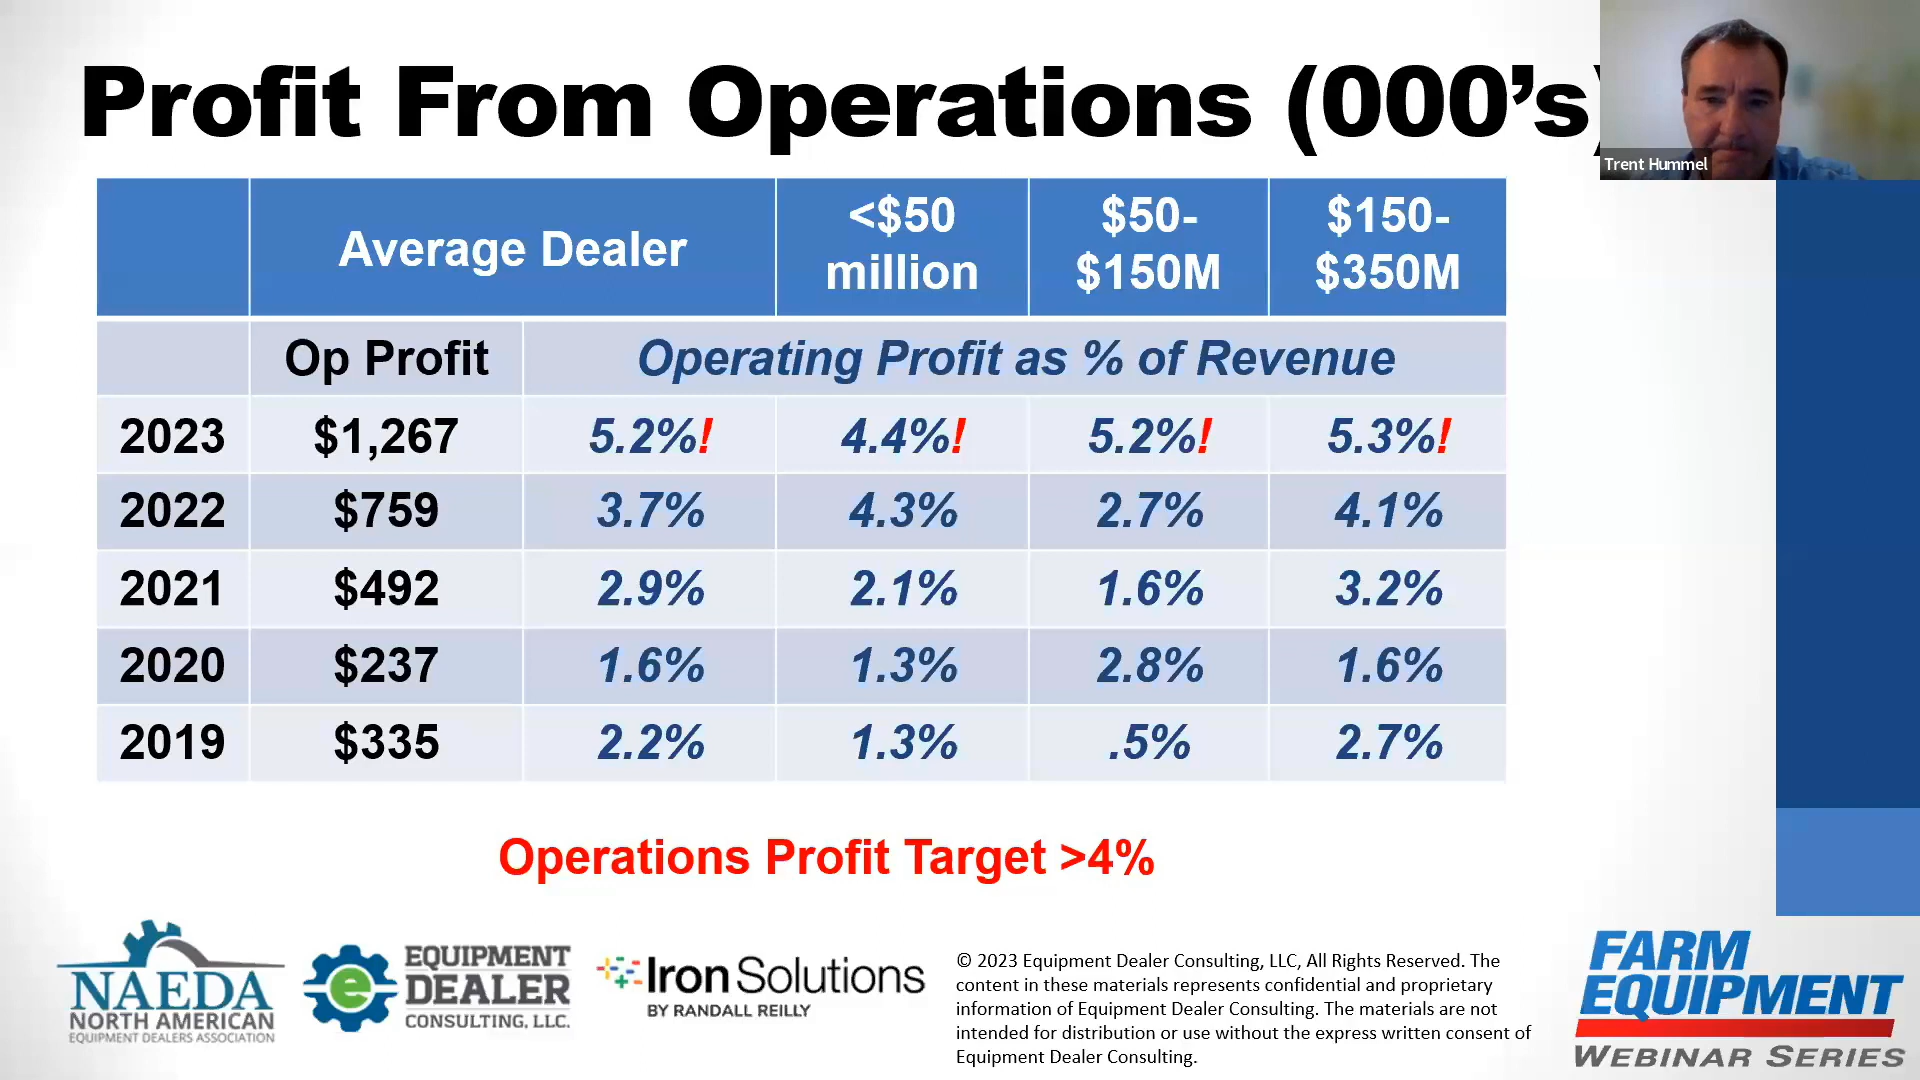 Profit From Operations (000's)
Trent Hummel
Average Dealer
<$50 million
$50-$150M
$150-$350M
Op Profit
Operating Profit as % of Revenue
2023 $1,267 5.2%! 4.4%! 5.2%! 5.3%!
2022 $759 3.7% 4.3% 2.7% 4.1%
2021 $492 2.9% 2.1% 1.6% 3.2%
2020 $237 1.6% 1.3% 2.8% 1.6%
2019 $335 2.2% 1.3% .5% 2.7%
Operations Profit Target >4%
NAEDA
NORTH AMERICAN
EQUIPMENT DEALERS ASSOCIATION
e
EQUIPMENT
DEALER
CONSULTING, LLC.
Iron Solutions
BY RANDALL REILLY
© 2023 Equipment Dealer Consulting, LLC, All Rights Reserved. The
content in these materials represents confidential and proprietary
information of Equipment Dealer Consulting. The materials are not
intended for distribution or use without the express written consent of
Equipment Dealer Consulting.
FARM
EQUIPMENT
WEBINAR SERIES